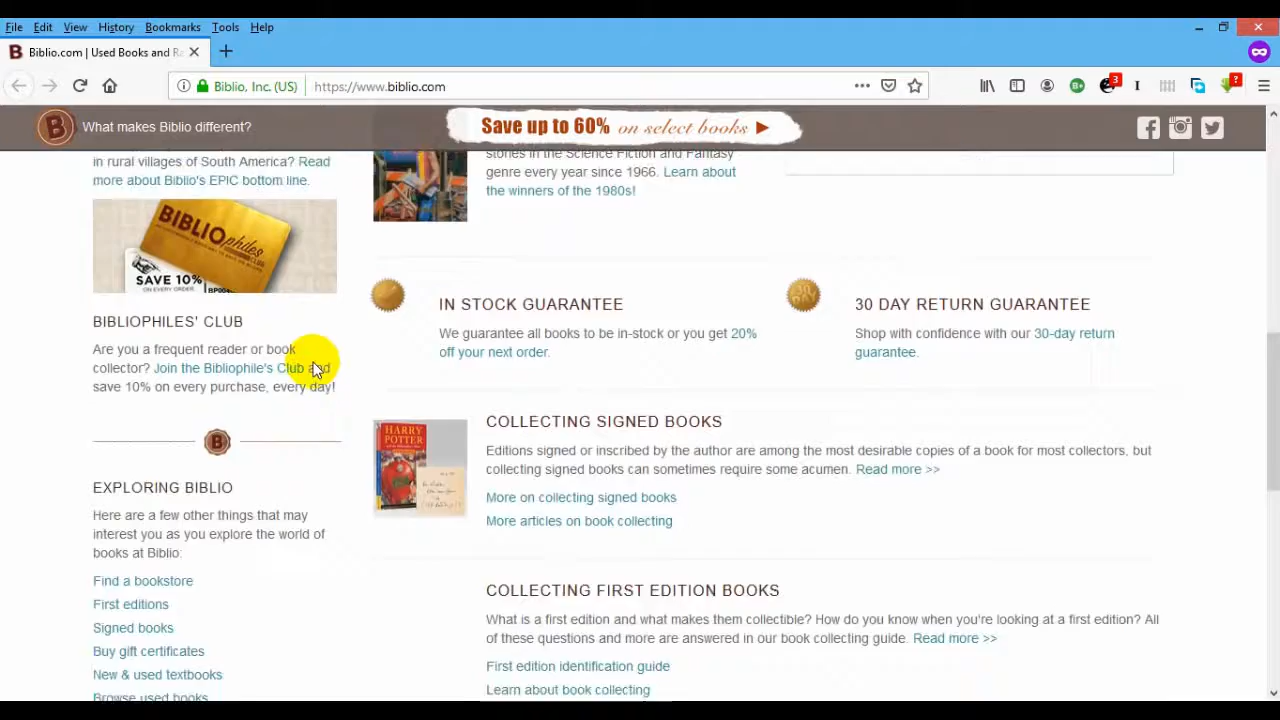 File Edit View History Bookmarks Tools Help
Biblio.com | Used Books and Ra
Biblio, Inc. (US) https://www.biblio.com
3
?
B What makes Biblio different?
Save up to 60% on select books ►
in rural villages of South America? Read
more about Biblio's EPIC bottom line.
BIBLIOphiles
CLUB
SAVE 10%
ON EVERY ORDER.
BIBLIOPHILES' CLUB
Are you a frequent reader or book
collector? Join the Bibliophile's Club and
save 10% on every purchase, every day!
B
EXPLORING BIBLIO
Here are a few other things that may
interest you as you explore the world of
books at Biblio:
Find a bookstore
First editions
Signed books
Buy gift certificates
New & used textbooks
Browse used books
stories in the Science Fiction and Fantasy
genre every year since 1966. Learn about
the winners of the 1980s!
IN STOCK GUARANTEE
We guarantee all books to be in-stock or you get 20%
off your next order.
30 DAY
30 DAY RETURN GUARANTEE
Shop with confidence with our 30-day return
guarantee.
HARRY
POTTER
COLLECTING SIGNED BOOKS
Editions signed or inscribed by the author are among the most desirable copies of a book for most collectors, but
collecting signed books can sometimes require some acumen. Read more >>
More on collecting signed books
More articles on book collecting
COLLECTING FIRST EDITION BOOKS
What is a first edition and what makes them collectible? How do you know when you're looking at a first edition? All
of these questions and more are answered in our book collecting guide. Read more >>
First edition identification guide
Learn about book collecting